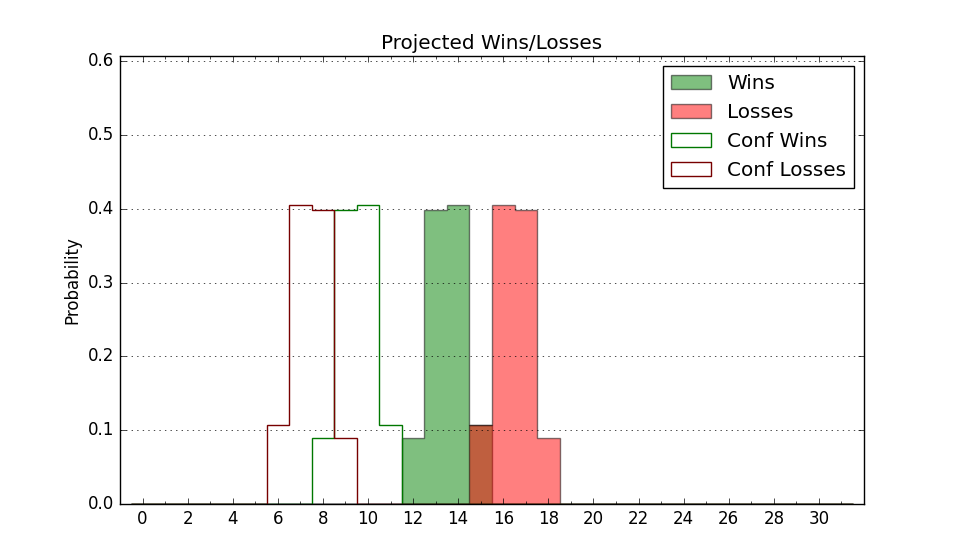 Projected Wins/Losses
0.6
0.5
0.4
0.3
0.2
0.1
0.0
Probability
Wins
Losses
Conf Wins
Conf Losses
0 2 4 6 8 10 12 14 16 18 20 22 24 26 28 30